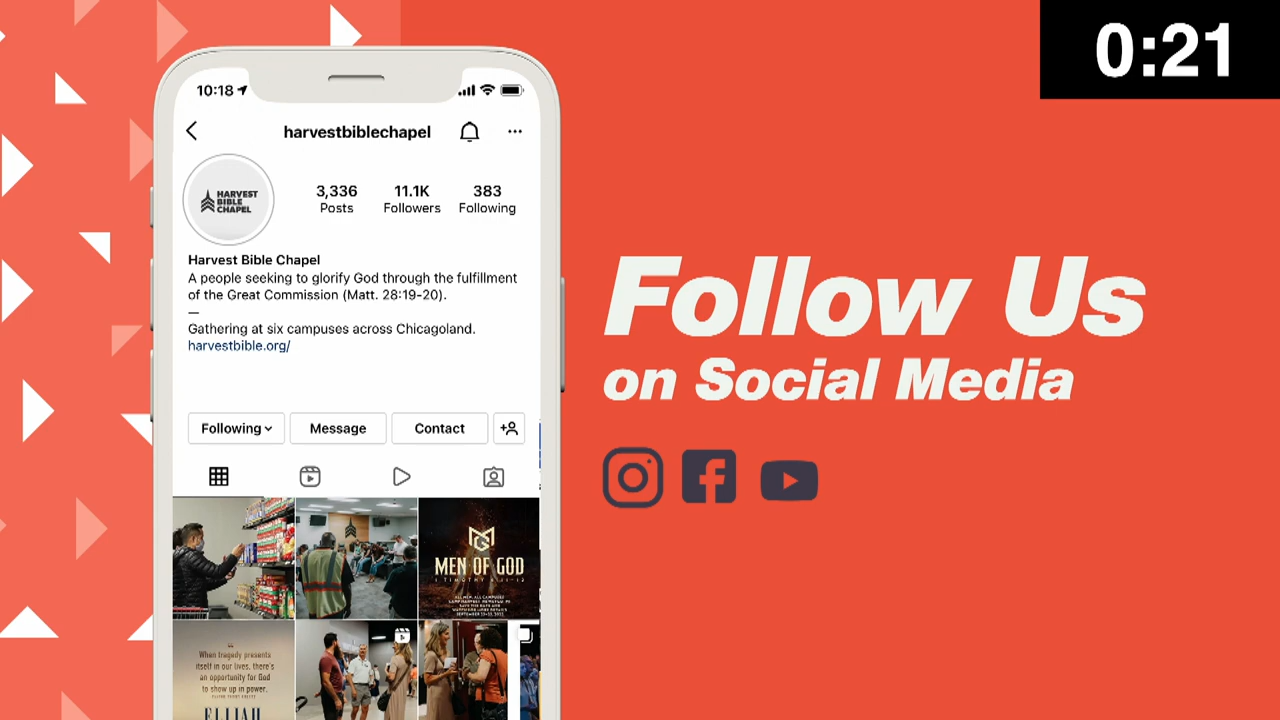 0:21
10:18
harvestbiblechapel
HARVEST
BIBLE
CHAPEL
3,336
Posts
11.1K
Followers
383
Following
Harvest Bible Chapel
A people seeking to glorify God through the fulfillment
of the Great Commission (Matt. 28:19-20).
—
Gathering at six campuses across Chicagoland.
harvestbible.org/
Following
Message
Contact
MEN OF GOD
When tragedy presents
itself in our lives, there's
an opportunity for God
to show up in power.
ELIJAH
Follow Us
on Social Media